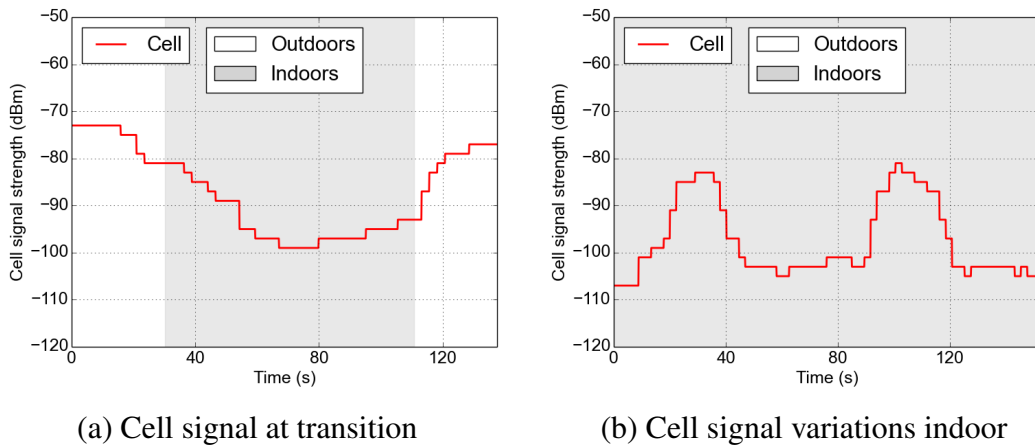 −50
−60
−70
−80
−90
−100
−110
−120
Cell signal strength (dBm)
Cell
Outdoors
Indoors
0
40
80
120
Time (s)
(a) Cell signal at transition
−50
−60
−70
−80
−90
−100
−110
−120
Cell signal strength (dBm)
Cell
Outdoors
Indoors
0
40
80
120
Time (s)
(b) Cell signal variations indoor